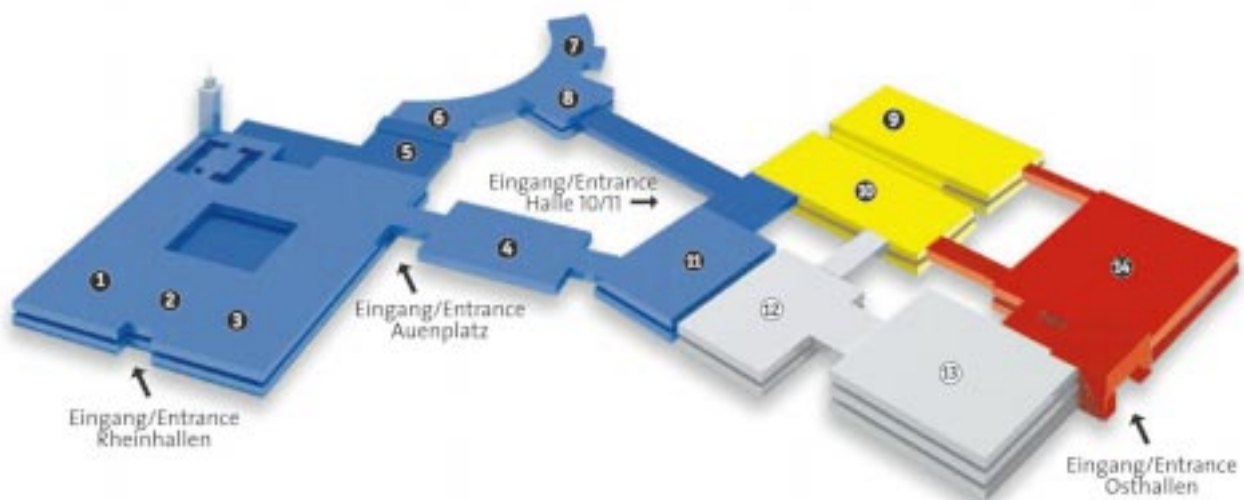 7
8
6
9
5
Eingang/Entrance
Halle 10/11 →
10
4
11
14
1
2
3
Eingang/Entrance
Auenplatz
12
13
Eingang/Entrance
Rheinhallen
Eingang/Entrance
Osthallen